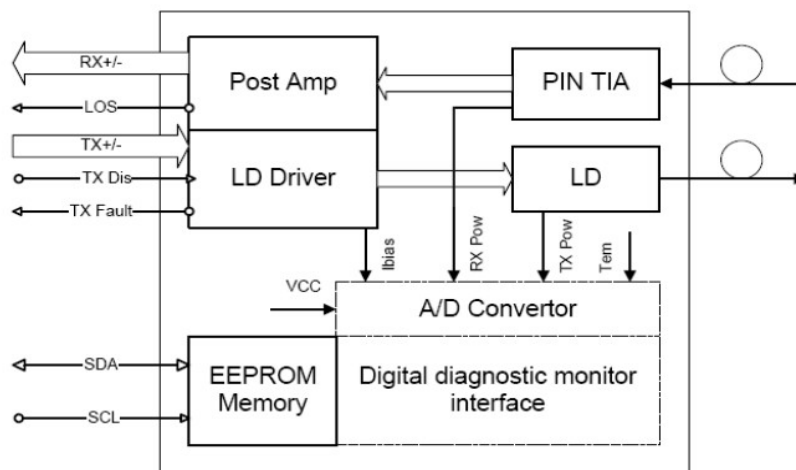 RX+/-
Post Amp
PIN TIA
LOS
TX+/-
LD Driver
LD
TX Dis
TX Fault
Ibias
RX Pow
TX Pow
Tem
VCC
A/D Convertor
SDA
EEPROM
Memory
Digital diagnostic monitor
interface
SCL